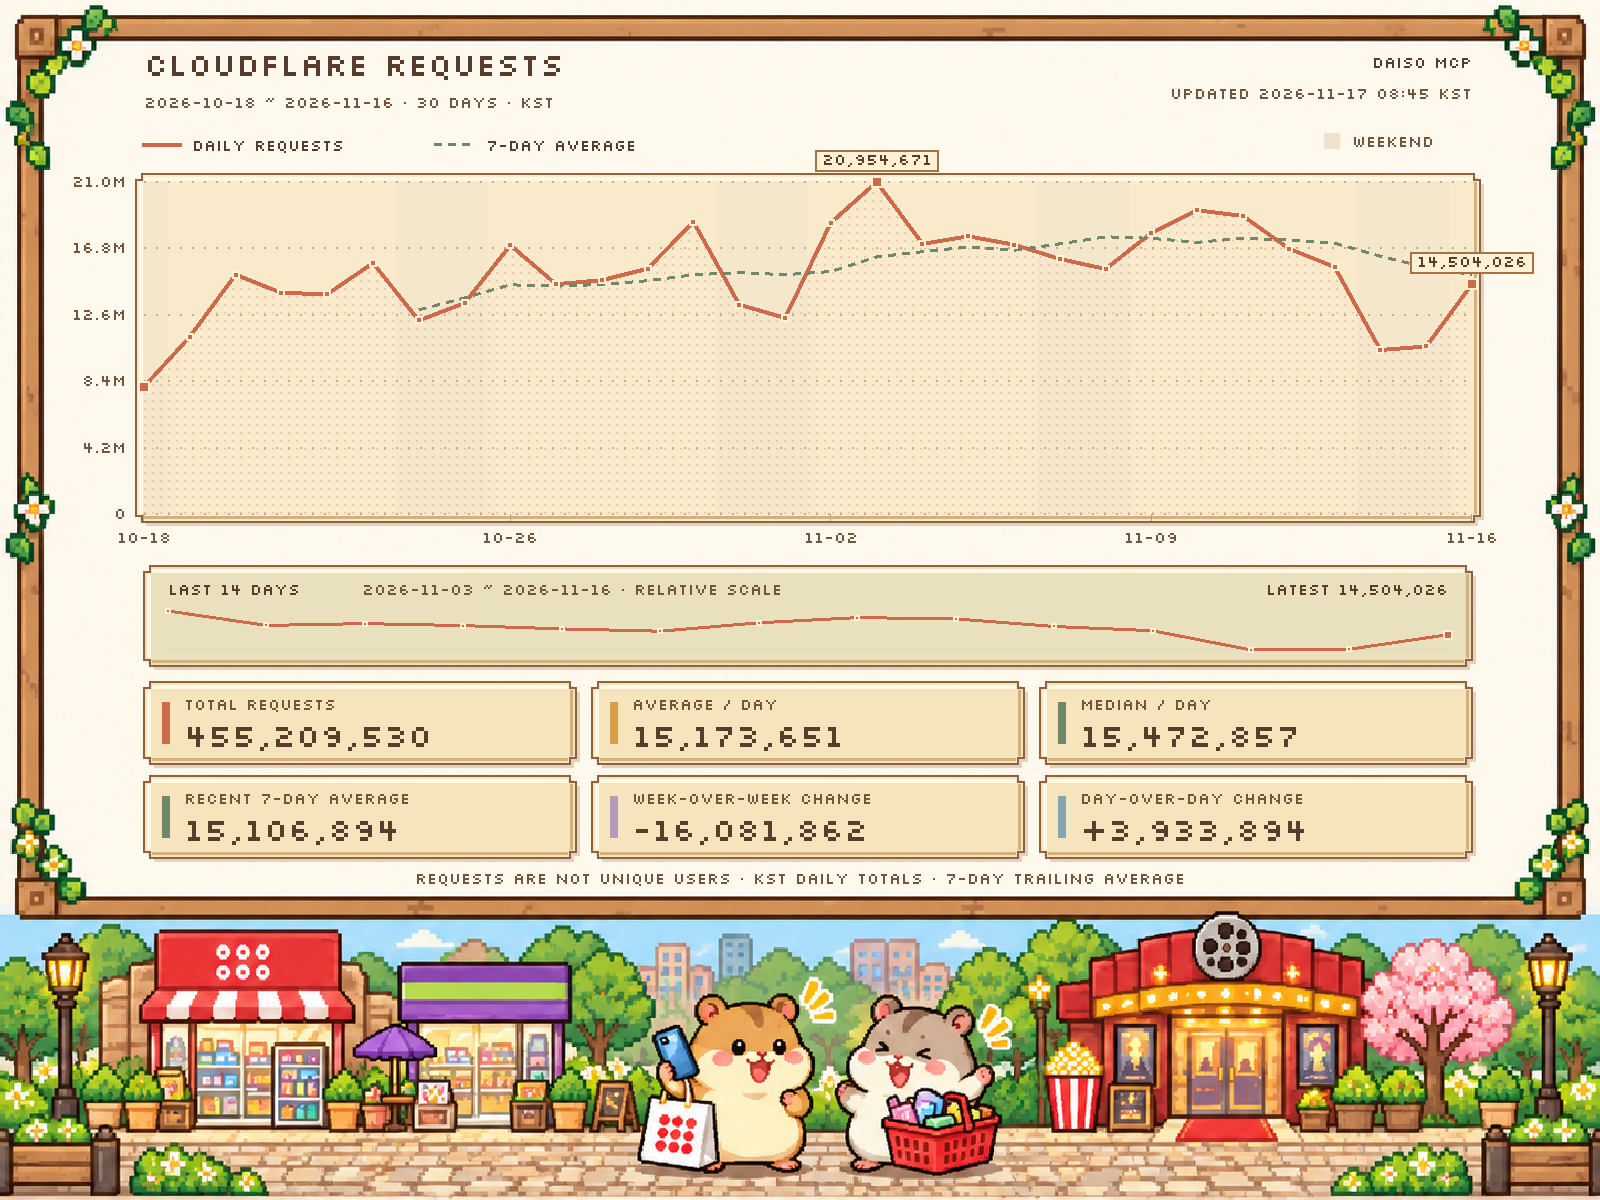 CLOUDFLARE REQUESTS
DAISO MCP
2026-10-18 ~ 2026-11-16 · 30 DAYS · KST
UPDATED 2026-11-17 08:45 KST
DAILY REQUESTS
7-DAY AVERAGE
WEEKEND
20,954,671
21.0M
16.8M
14,504,026
12.6M
8.4M
4.2M
0
10-18
10-26
11-02
11-09
11-16
LAST 14 DAYS
2026-11-03 ~ 2026-11-16 · RELATIVE SCALE
LATEST 14,504,026
TOTAL REQUESTS
455,209,530
AVERAGE / DAY
15,173,651
MEDIAN / DAY
15,472,857
RECENT 7-DAY AVERAGE
15,106,894
WEEK-OVER-WEEK CHANGE
-16,081,862
DAY-OVER-DAY CHANGE
+3,933,894
REQUESTS ARE NOT UNIQUE USERS · KST DAILY TOTALS · 7-DAY TRAILING AVERAGE